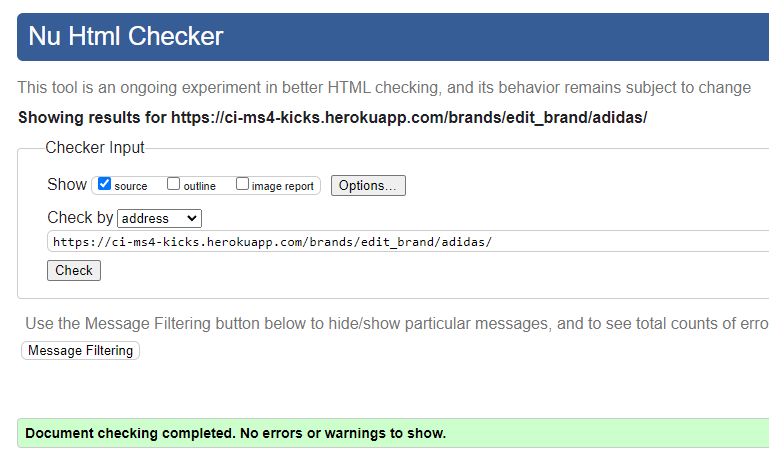 Nu Html Checker
This tool is an ongoing experiment in better HTML checking, and its behavior remains subject to change
Showing results for https://ci-ms4-kicks.herokuapp.com/brands/edit_brand/adidas/
Checker Input
Show source outline image report Options...
Check by address
https://ci-ms4-kicks.herokuapp.com/brands/edit_brand/adidas/
Check
Use the Message Filtering button below to hide/show particular messages, and to see total counts of erro
Message Filtering
Document checking completed. No errors or warnings to show.